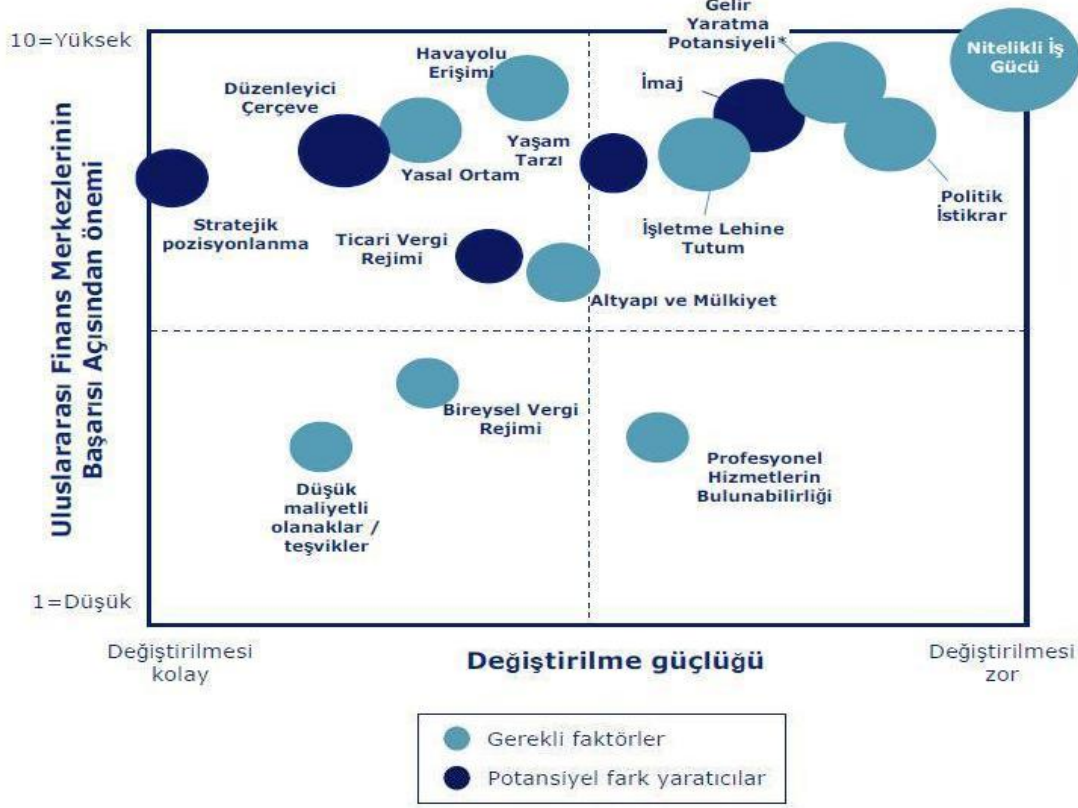 Gelir
Yaratma
Potansiyeli*
10=Yüksek
Nitelikli İş
Gücü
Havayolu
Erişimi
İmaj
Düzenleyici
Çerçeve
Yaşam
Tarzı
Yasal Ortam
Politik
İstikrar
Stratejik
pozisyonlanma
Ticari Vergi
Rejimi
İşletme Lehine
Tutum
Altyapı ve Mülkiyet
Uluslararası Finans Merkezlerinin
Başarısı Açısından önemi
Bireysel Vergi
Rejimi
Profesyonel
Hizmetlerin
Bulunabilirliği
Düşük
maliyetli
olanaklar /
teşvikler
1=Düşük
Değiştirilmesi
kolay
Değiştirilme güçlüğü
Değiştirilmesi
zor
Gerekli faktörler
Potansiyel fark yaratıcılar